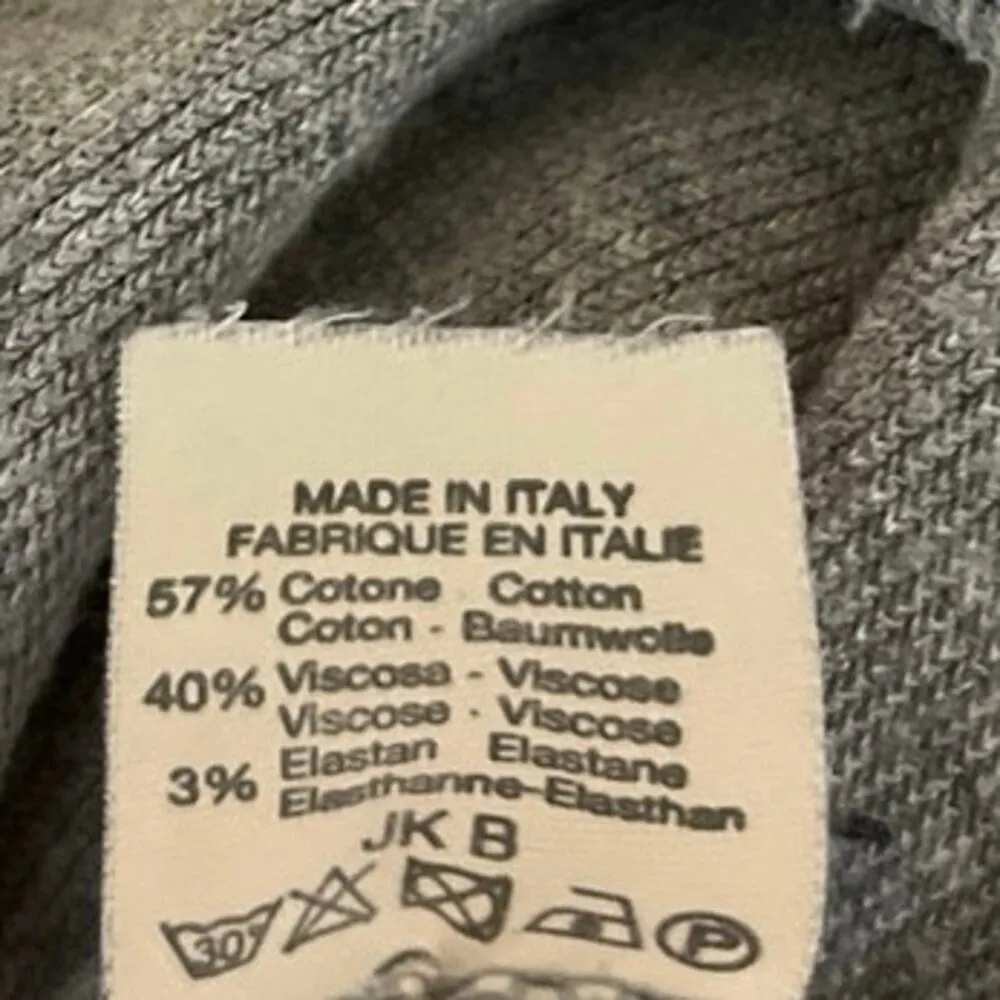 MADE IN ITALY
FABRIQUE EN ITALIE
57% Cotone Cotton
Coton - Baumwolle
40% Viscosa - Viscose
Viscose - Viscose
3% Elastan Elastane
Elasthanne-Elasthan
JK B
30°
P